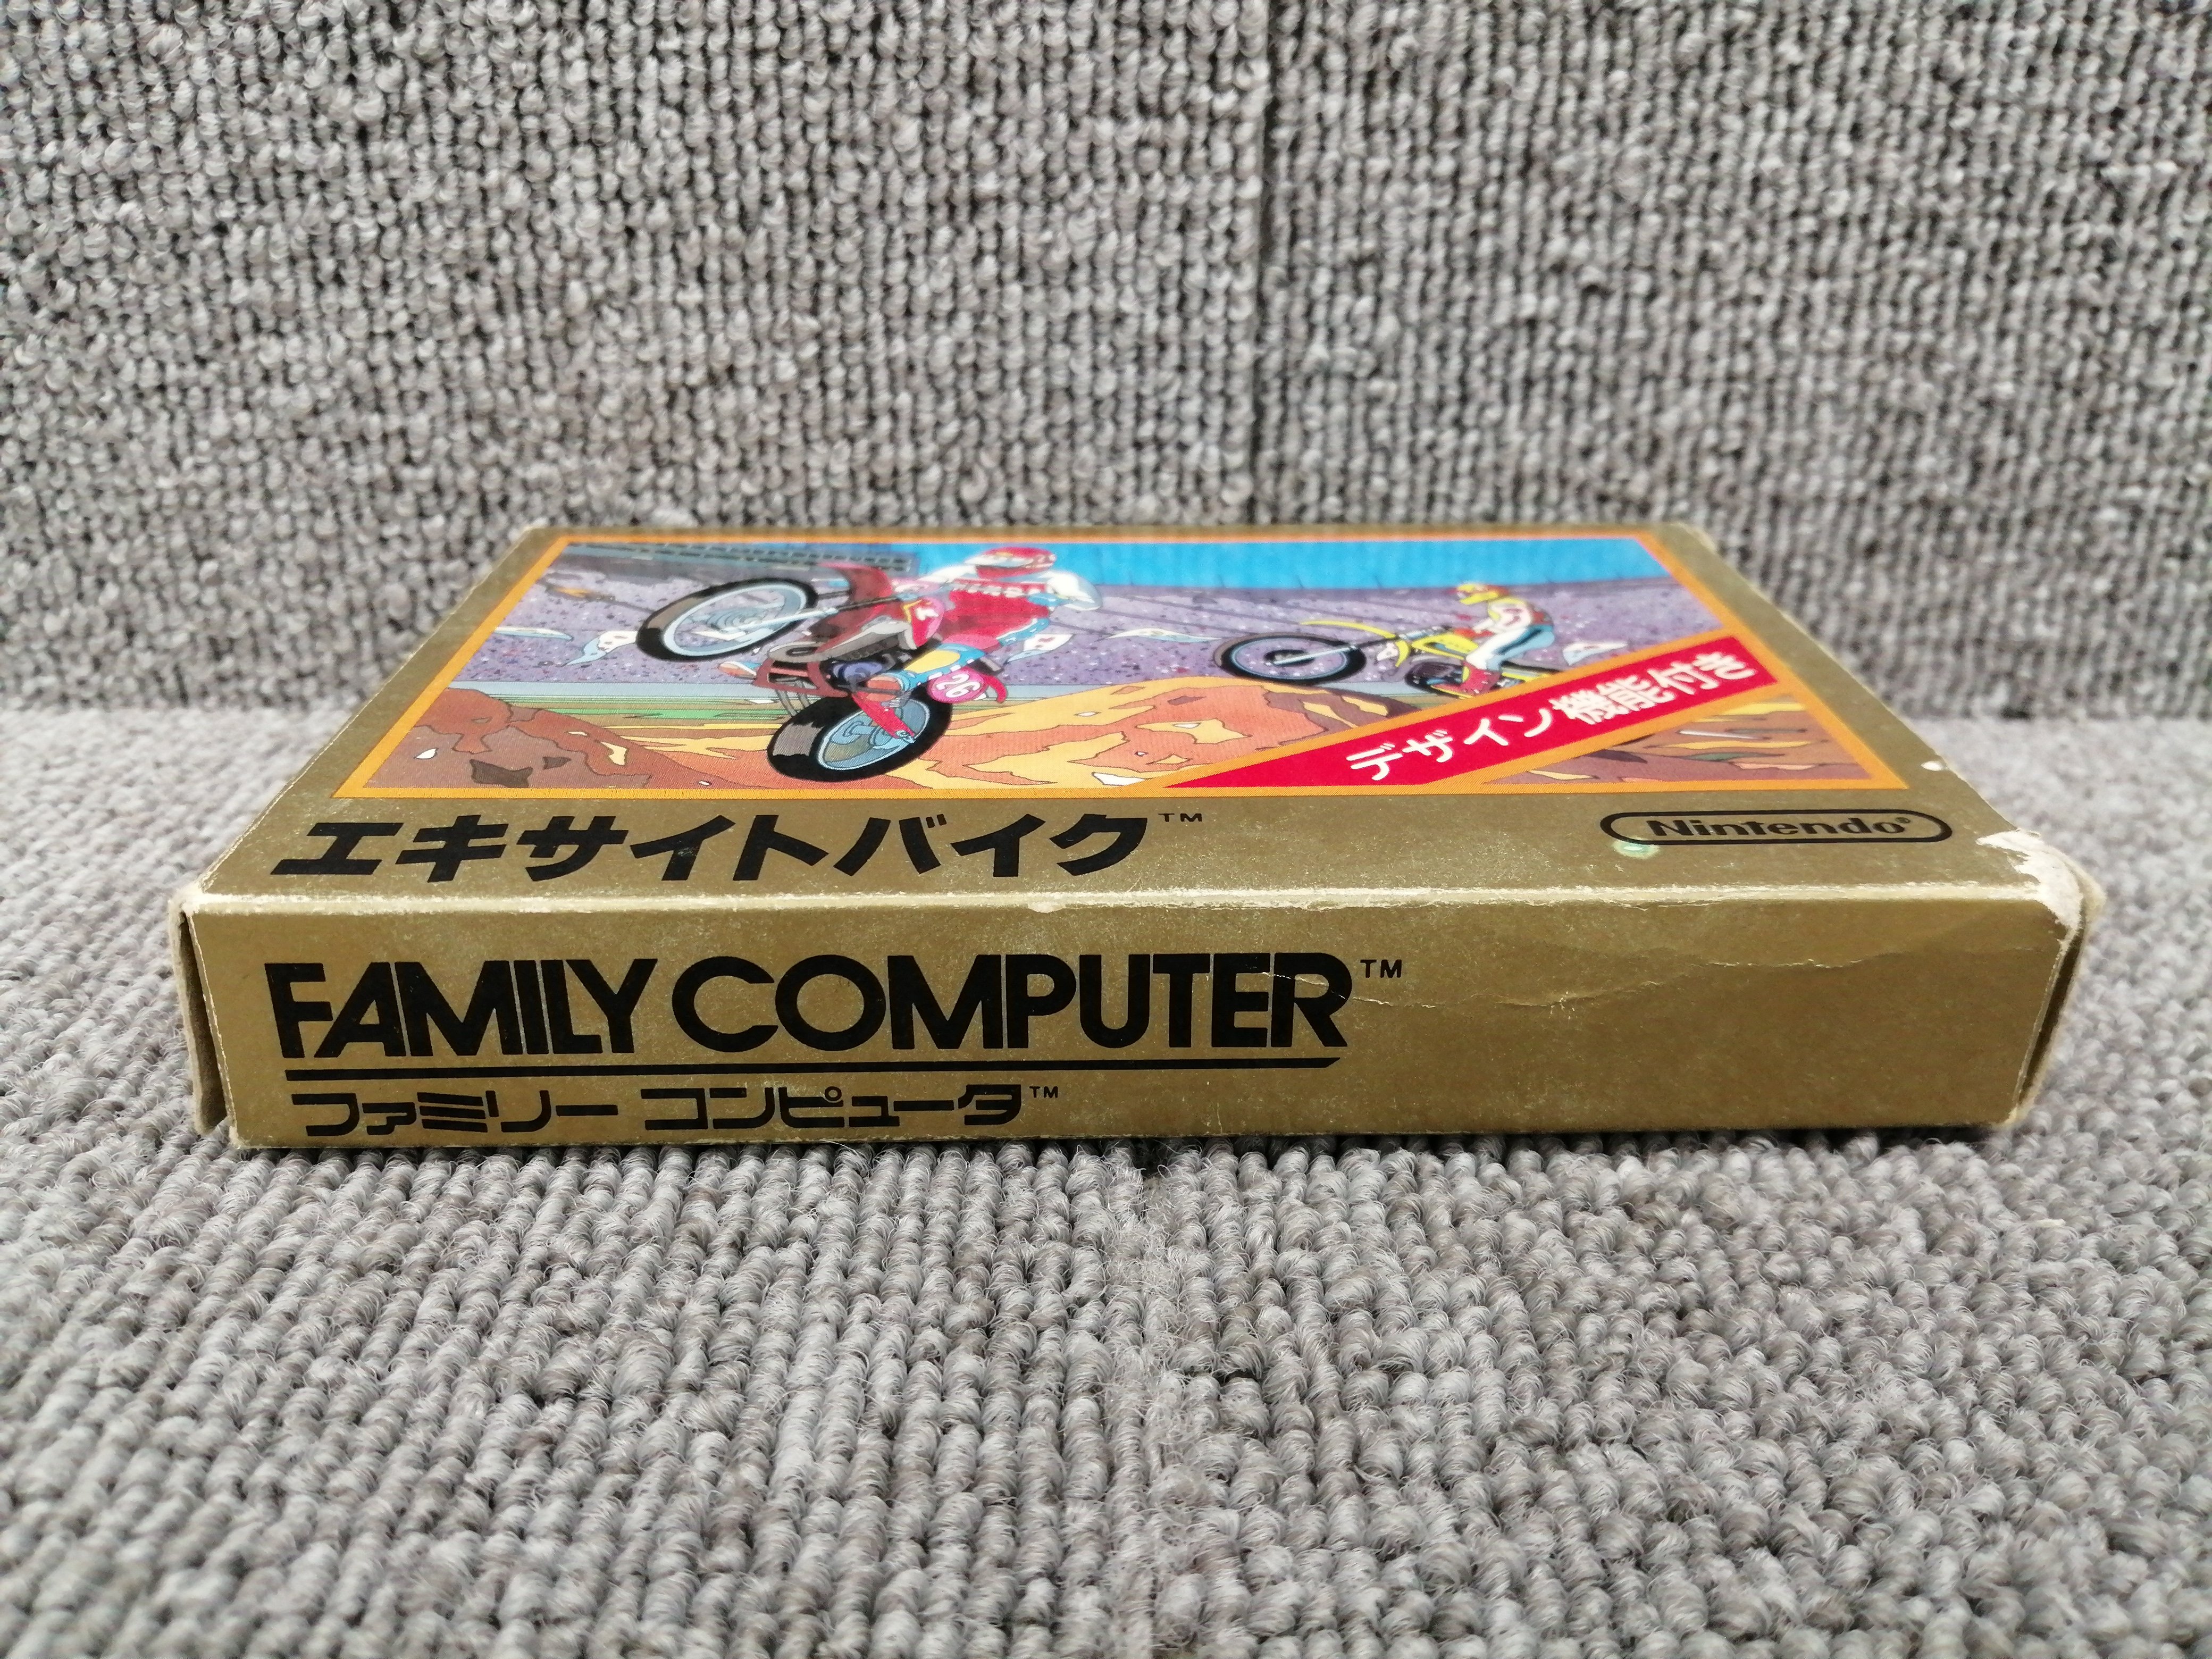 26
デザイン機能付き
エキサイトバイク™
Nintendo®
FAMILY COMPUTER™
ファミリー コンピュータ™